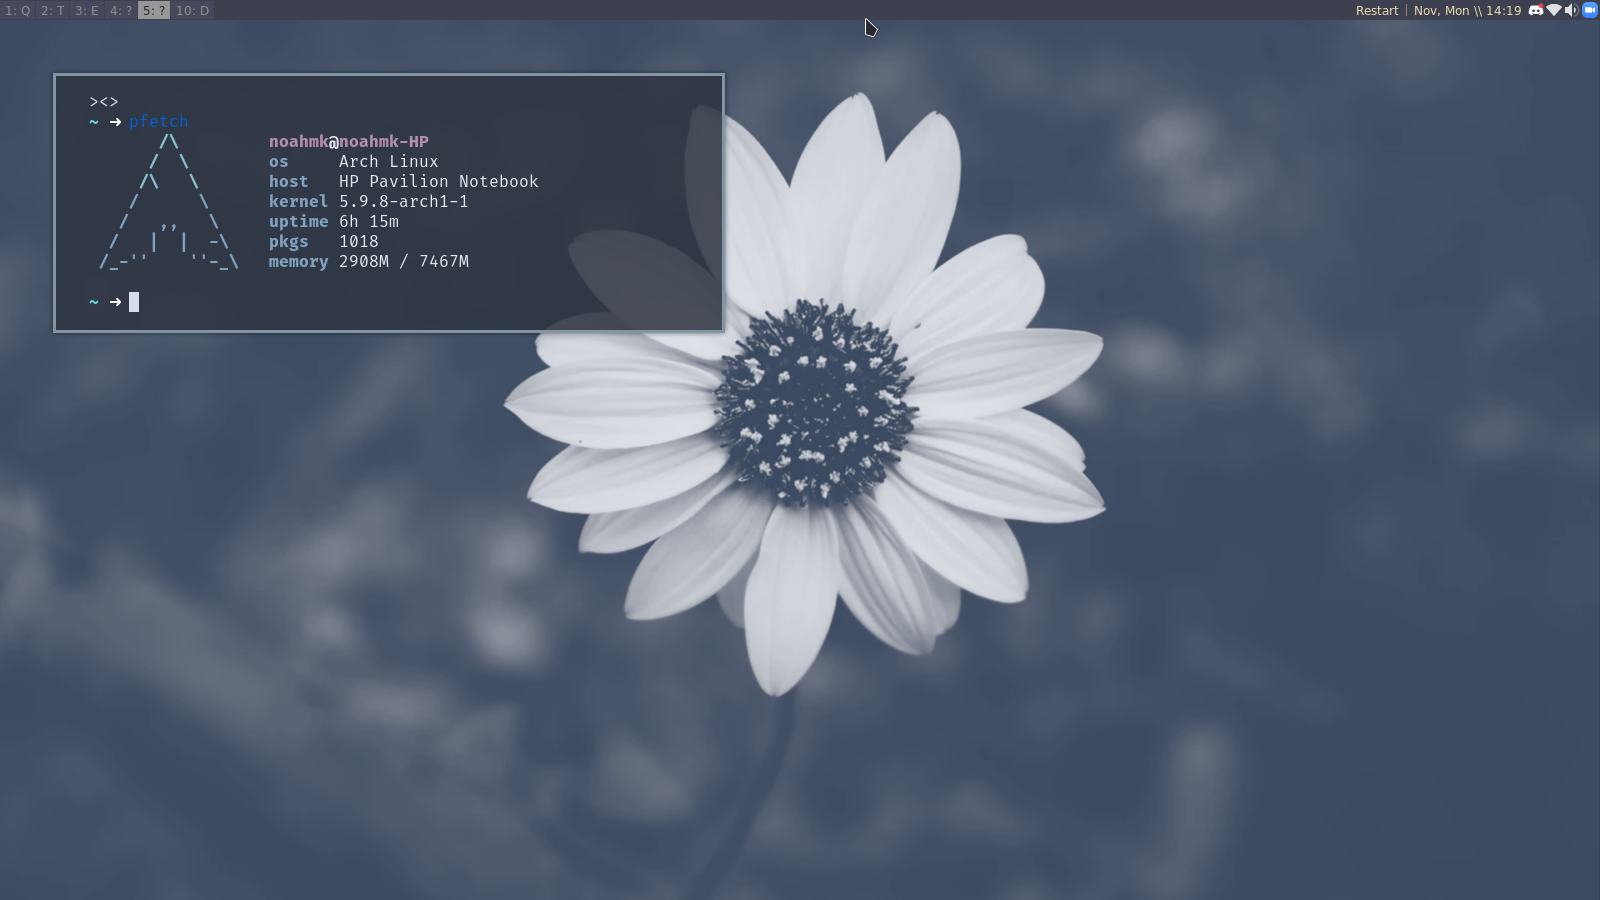 1: Q 2: T 3: E 4: ? 5: ? 10: D Restart | Nov, Mon \\ 14:19
><>
~ ➜ pfetch
noahmk@noahmk-HP
os Arch Linux
host HP Pavilion Notebook
kernel 5.9.8-arch1-1
uptime 6h 15m
pkgs 1018
memory 2908M / 7467M
~ ➜